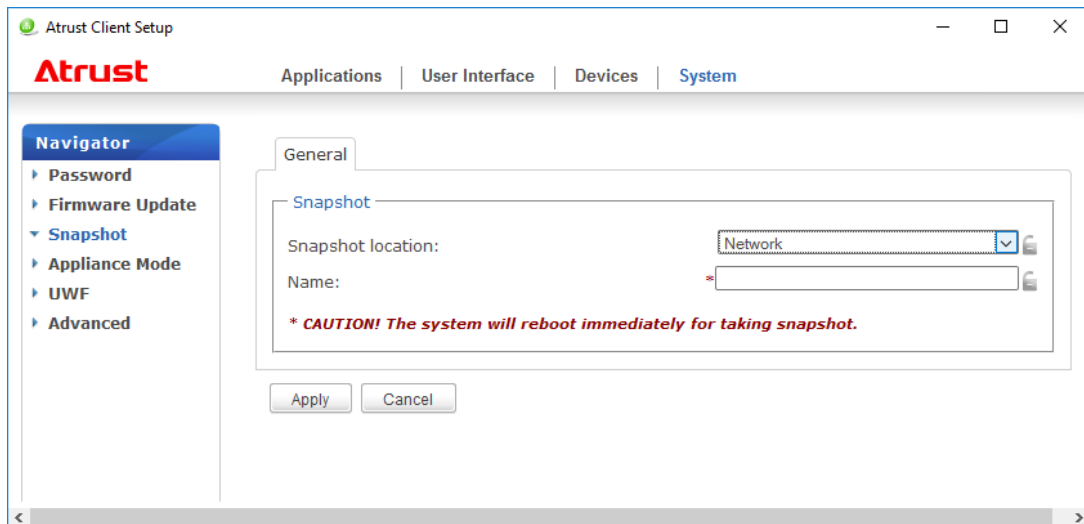 Atrust Client Setup
Atrust
Applications | User Interface | Devices | System
Navigator
Password
Firmware Update
Snapshot
Appliance Mode
UWF
Advanced
General
Snapshot
Snapshot location:
Network
Name:
*
* CAUTION! The system will reboot immediately for taking snapshot.
Apply
Cancel